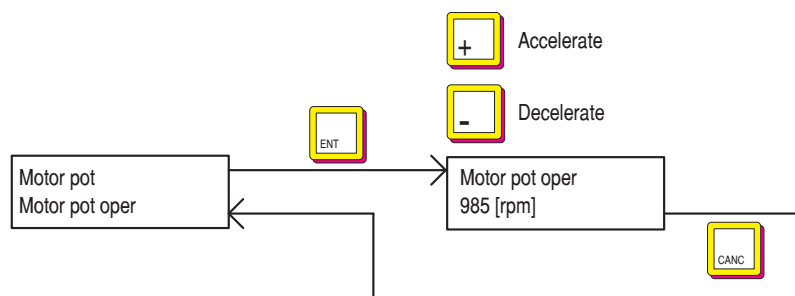 + Accelerate
- Decelerate
ENT
Motor pot
Motor pot oper
Motor pot oper
985 [rpm]
CANC